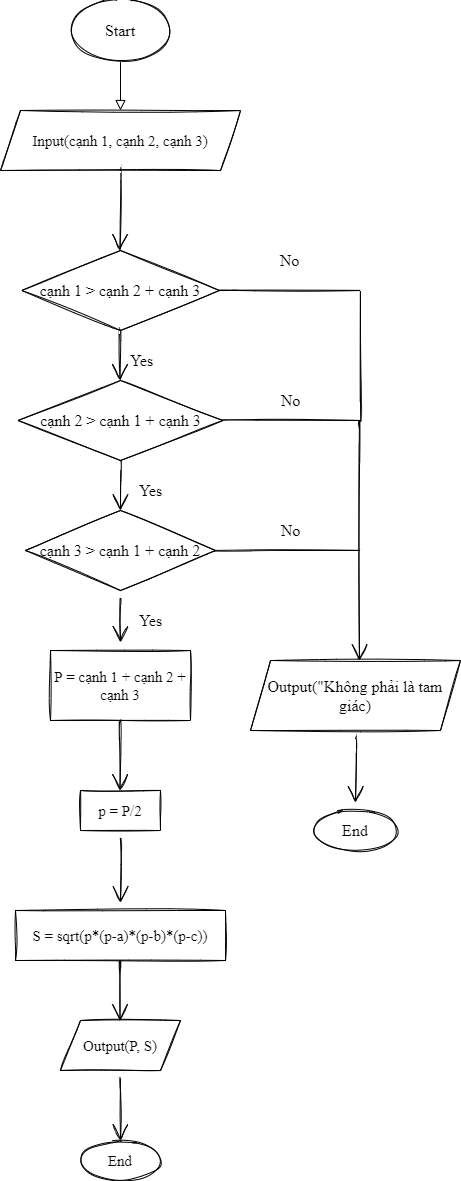 Start
Input(cạnh 1, cạnh 2, cạnh 3)
No
cạnh 1 > cạnh 2 + cạnh 3
Yes
No
cạnh 2 > cạnh 1 + cạnh 3
Yes
No
cạnh 3 > cạnh 1 + cạnh 2
Yes
P = cạnh 1 + cạnh 2 +
cạnh 3
Output("Không phải là tam
giác)
p = P/2
End
S = sqrt(p*(p-a)*(p-b)*(p-c))
Output(P, S)
End